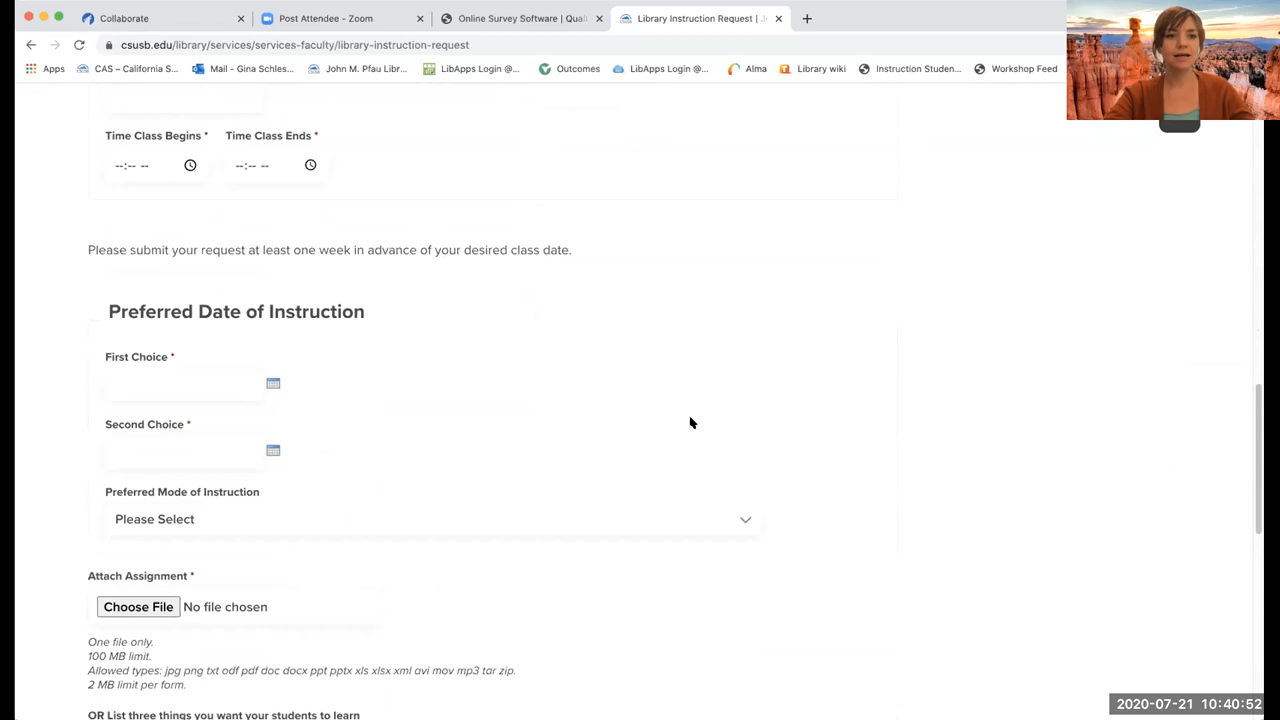 Collaborate
Post Attendee - Zoom
Online Survey Software | Qual
Library Instruction Request | J
csusb.edu/library/services/services-faculty/library-instruction-request
Apps
CAS – California S...
Mail - Gina Schles...
John M. Pfau Libr...
LibApps Login @...
Outcomes
LibApps Login @...
Alma
Library wiki
Instruction Studen...
Workshop Feed
Time Class Begins * Time Class Ends *
--:-- -- --:-- --
Please submit your request at least one week in advance of your desired class date.
Preferred Date of Instruction
First Choice *
Second Choice *
Preferred Mode of Instruction
Please Select
Attach Assignment *
Choose File No file chosen
One file only.
100 MB limit.
Allowed types: jpg png txt odf pdf doc docx ppt pptx xls xlsx xml avi mov mp3 tar zip.
2 MB limit per form.
OR List three things you want your students to learn
2020-07-21 10:40:52